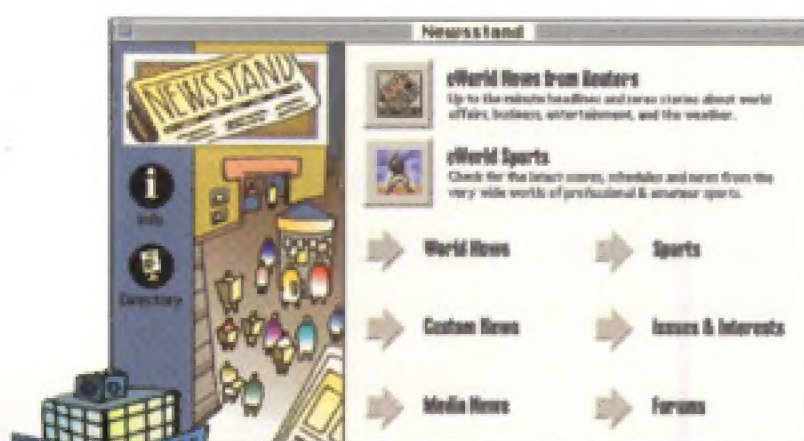 Newsstand
NEWSSTAND
Info
Directory
eWorld News from Reuters
Up to the minute headlines and news stories about world
affairs, business, entertainment, and the weather.
eWorld Sports
Check for the latest scores, schedules and news from the
very wide worlds of professional & amateur sports.
World News
Sports
Custom News
Issues & Interests
Media News
Forums